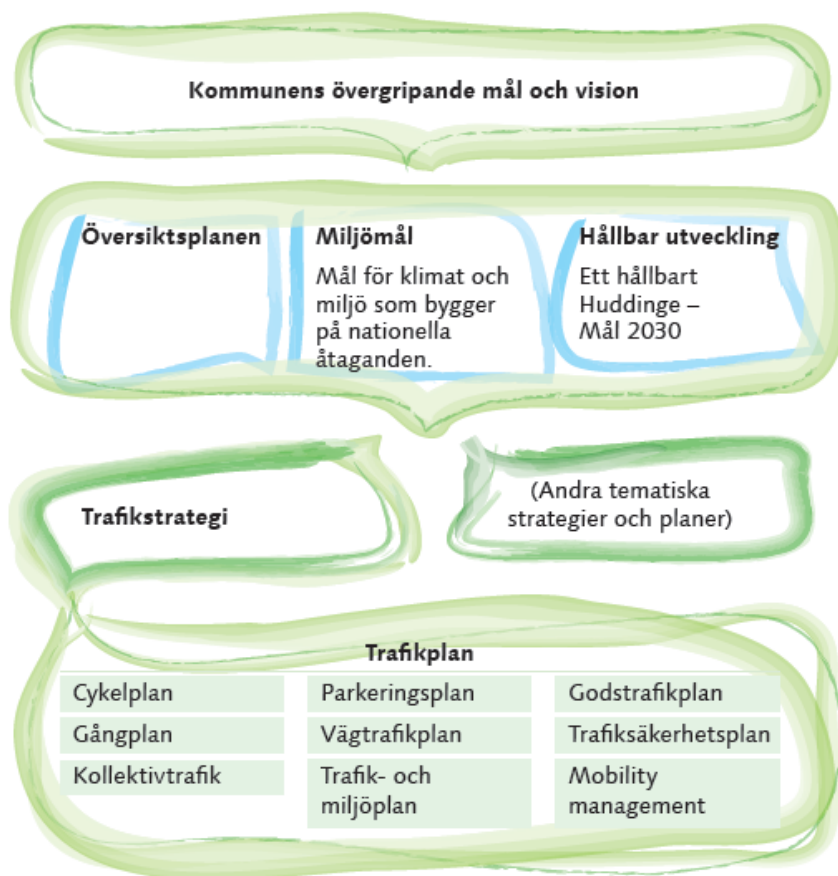 Kommunens övergripande mål och vision
Översiktsplanen
Miljömål
Mål för klimat och
miljö som bygger
på nationella
åtaganden.
Hållbar utveckling
Ett hållbart
Huddinge –
Mål 2030
Trafikstrategi
(Andra tematiska
strategier och planer)
Trafikplan
Cykelplan
Parkeringsplan
Godstrafikplan
Gångplan
Vägtrafikplan
Trafiksäkerhetsplan
Kollektivtrafik
Trafik- och
miljöplan
Mobility
management